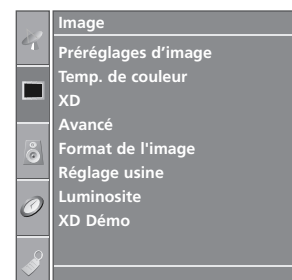 Image
Préréglages d’image
Temp. de couleur
XD
Avancé
Format de l'image
Réglage usine
Luminosite
XD Démo